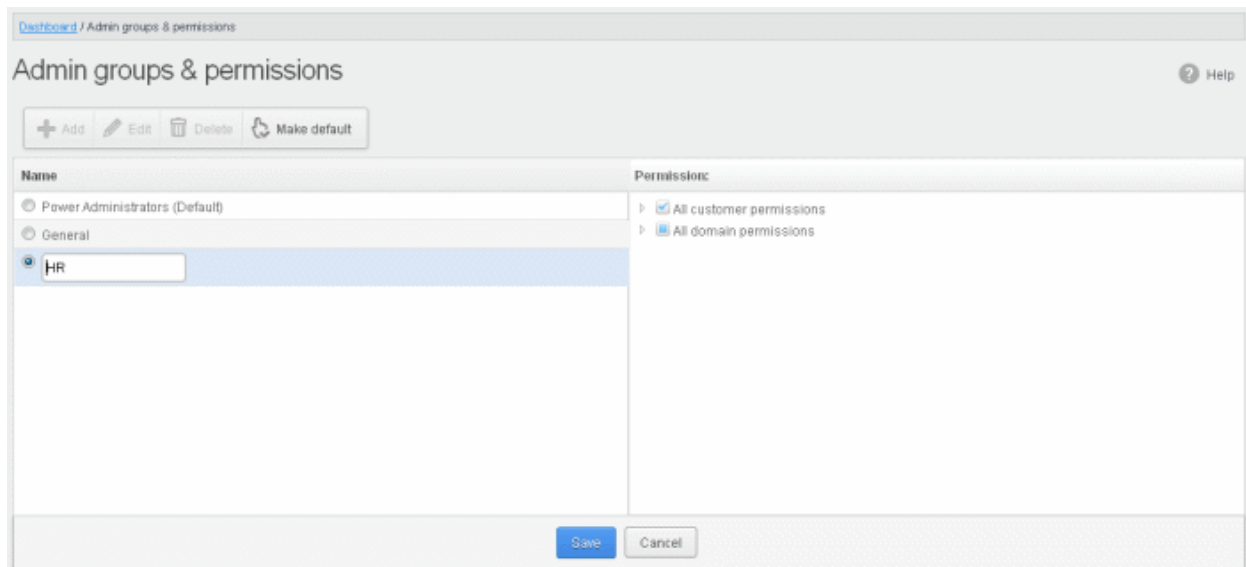 Dashboard / Admin groups & permissions
Admin groups & permissions
Help
Add Edit Delete Make default
Name
Permission:
Power Administrators (Default)
All customer permissions
General
All domain permissions
HR
Save Cancel